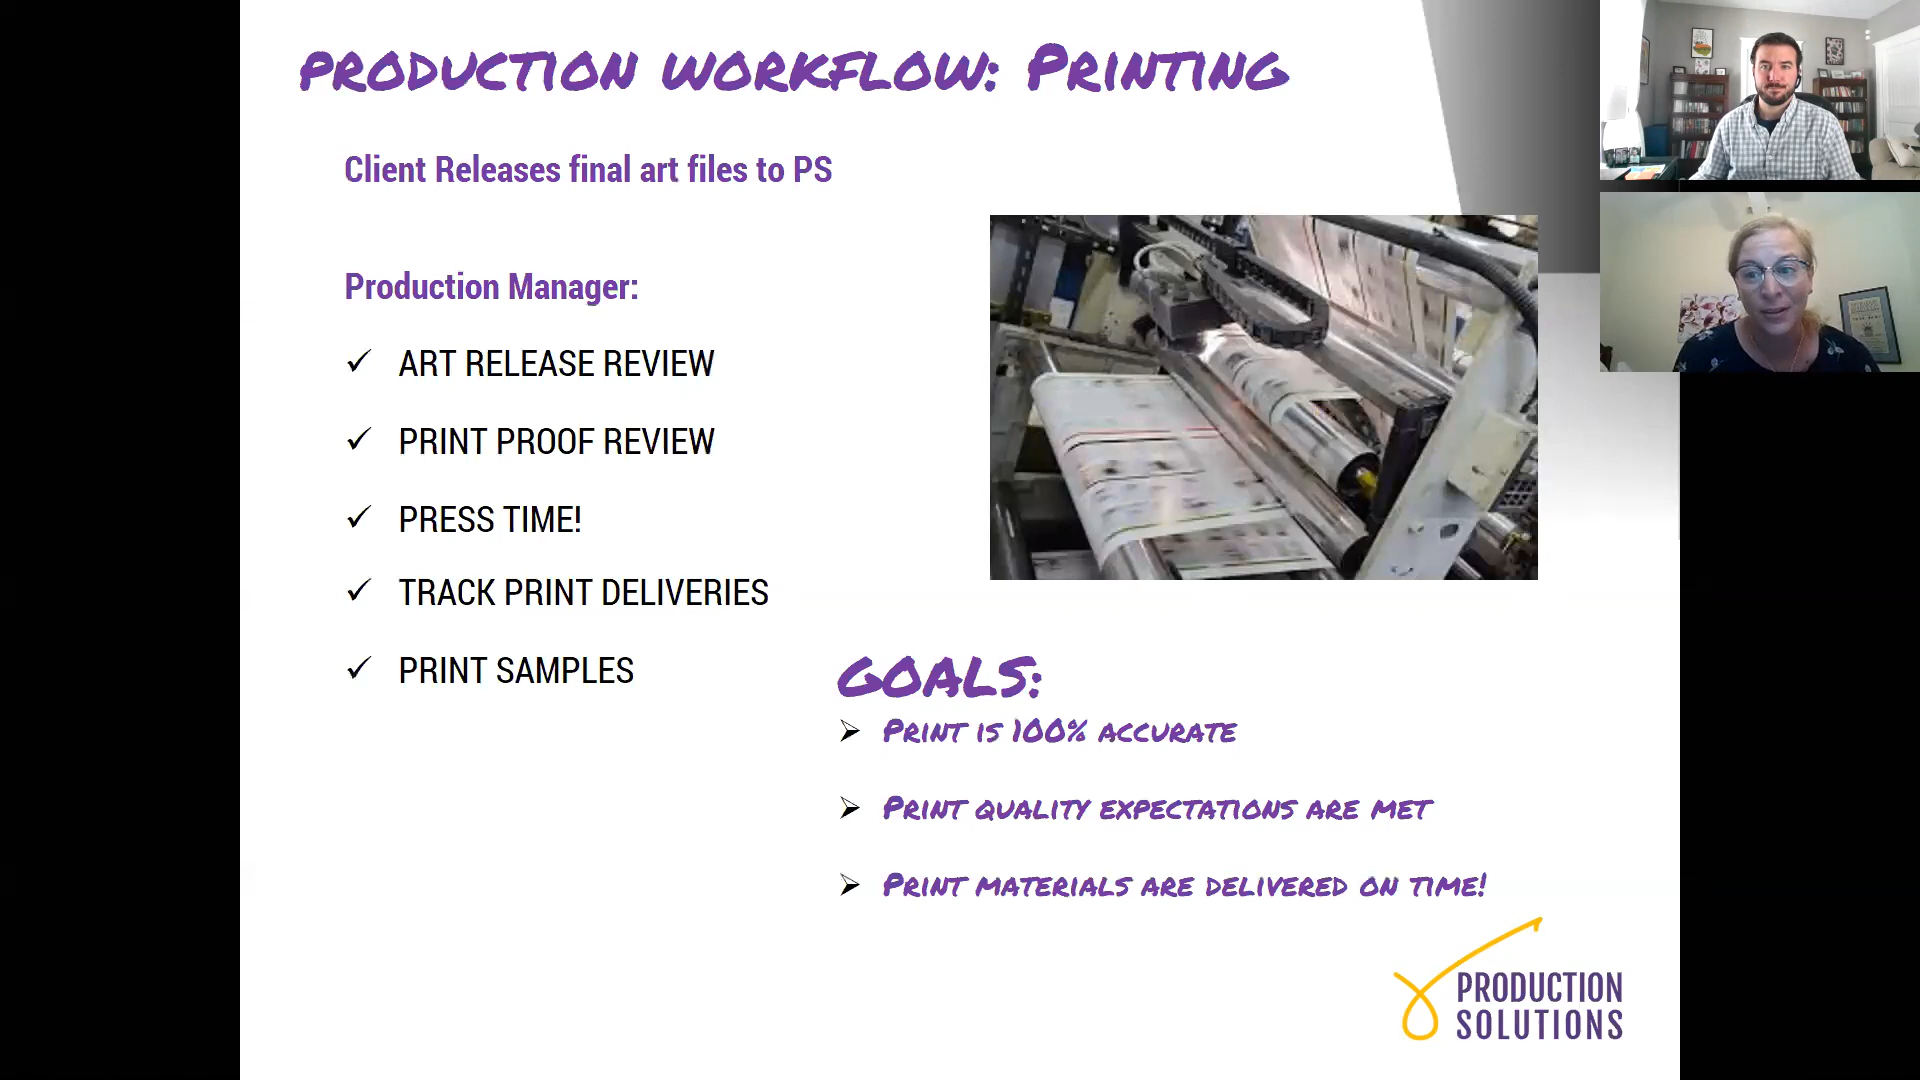 PRODUCTION WORKFLOW: PRINTING
Client Releases final art files to PS
Production Manager:
✓ ART RELEASE REVIEW
✓ PRINT PROOF REVIEW
✓ PRESS TIME!
✓ TRACK PRINT DELIVERIES
✓ PRINT SAMPLES
GOALS:
➢ PRINT IS 100% ACCURATE
➢ PRINT QUALITY EXPECTATIONS ARE MET
➢ PRINT MATERIALS ARE DELIVERED ON TIME!
PRODUCTION
SOLUTIONS